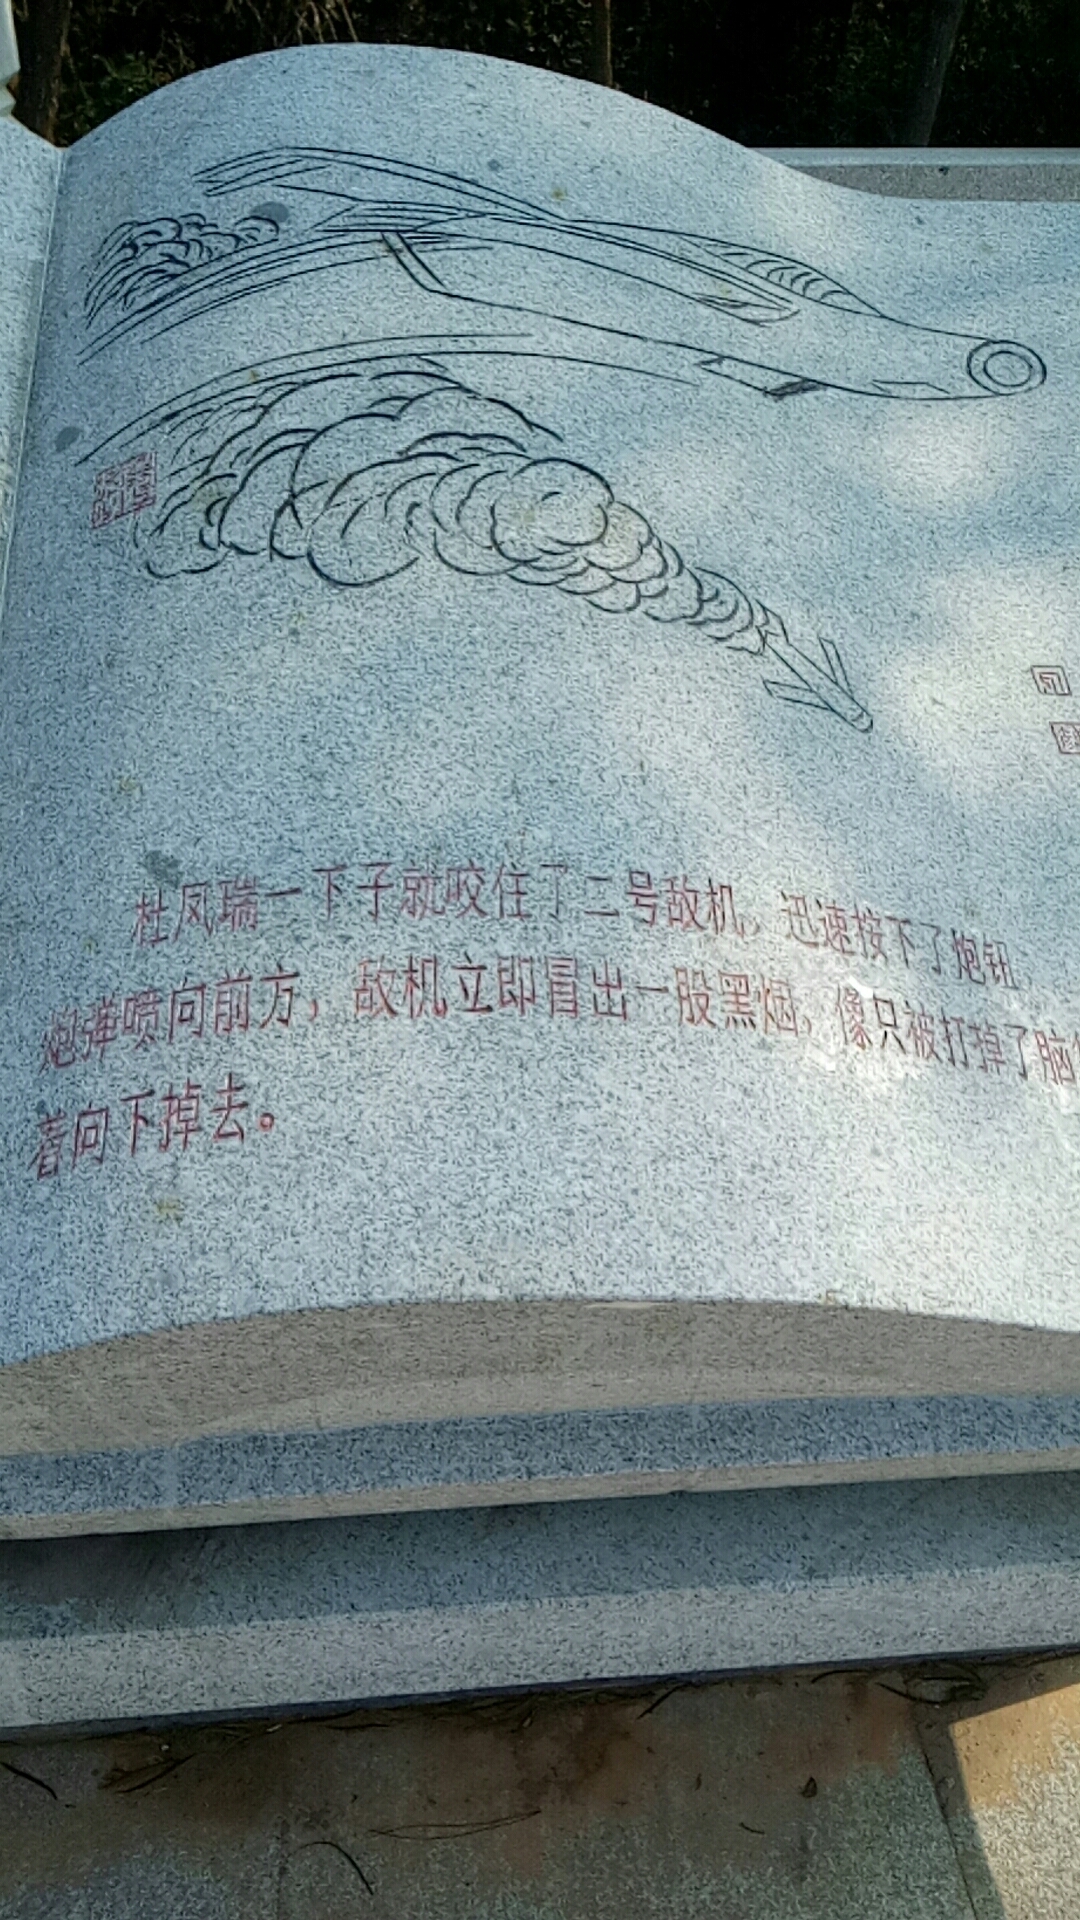 杜凤瑞一下子就咬住了二号敌机。迅速按下了炮钮
炮弹喷向前方，敌机立即冒出一股黑烟，像只被打掉了脑
着向下掉去。